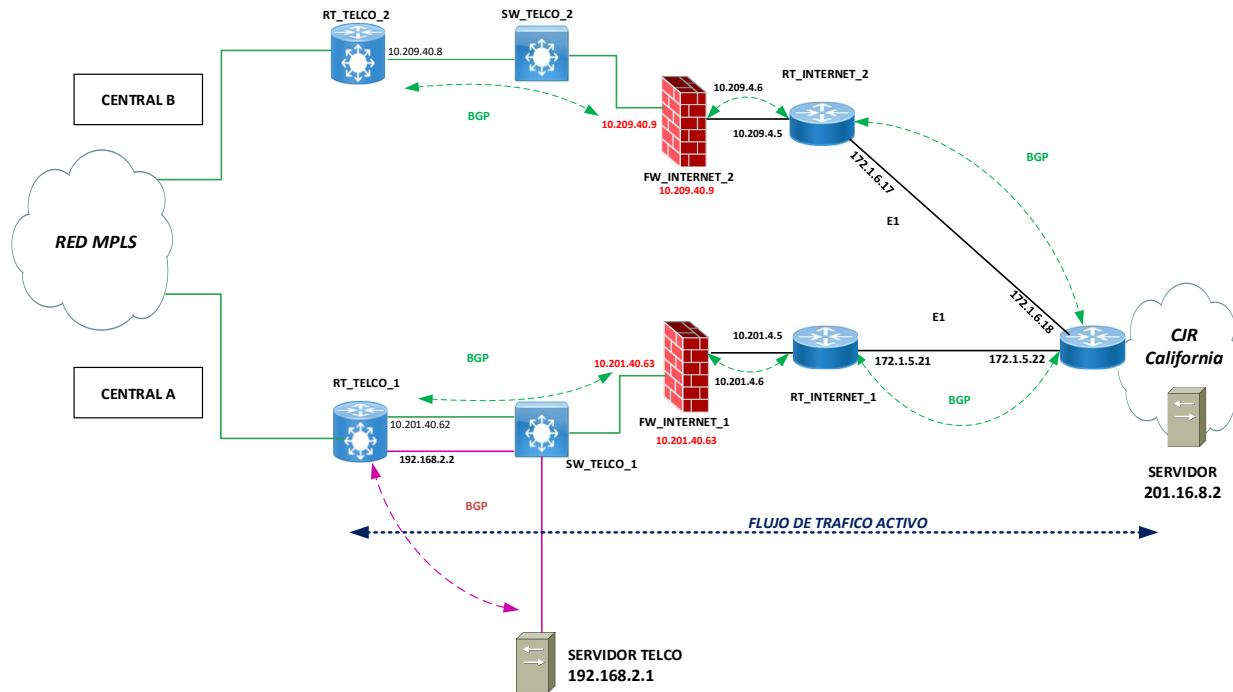 RT_TELCO_2
SW_TELCO_2
10.209.40.8
CENTRAL B
BGP
10.209.40.9
FW_INTERNET_2
10.209.40.9
10.209.4.6
10.209.4.5
RT_INTERNET_2
172.1.6.17
BGP
E1
172.1.6.18
RED MPLS
CENTRAL A
RT_TELCO_1
10.201.40.62
192.168.2.2
BGP
SW_TELCO_1
10.201.40.63
FW_INTERNET_1
10.201.40.63
10.201.4.5
10.201.4.6
RT_INTERNET_1
E1
172.1.5.21
172.1.5.22
BGP
CJR
California
SERVIDOR
201.16.8.2
BGP
FLUJO DE TRAFICO ACTIVO
SERVIDOR TELCO
192.168.2.1